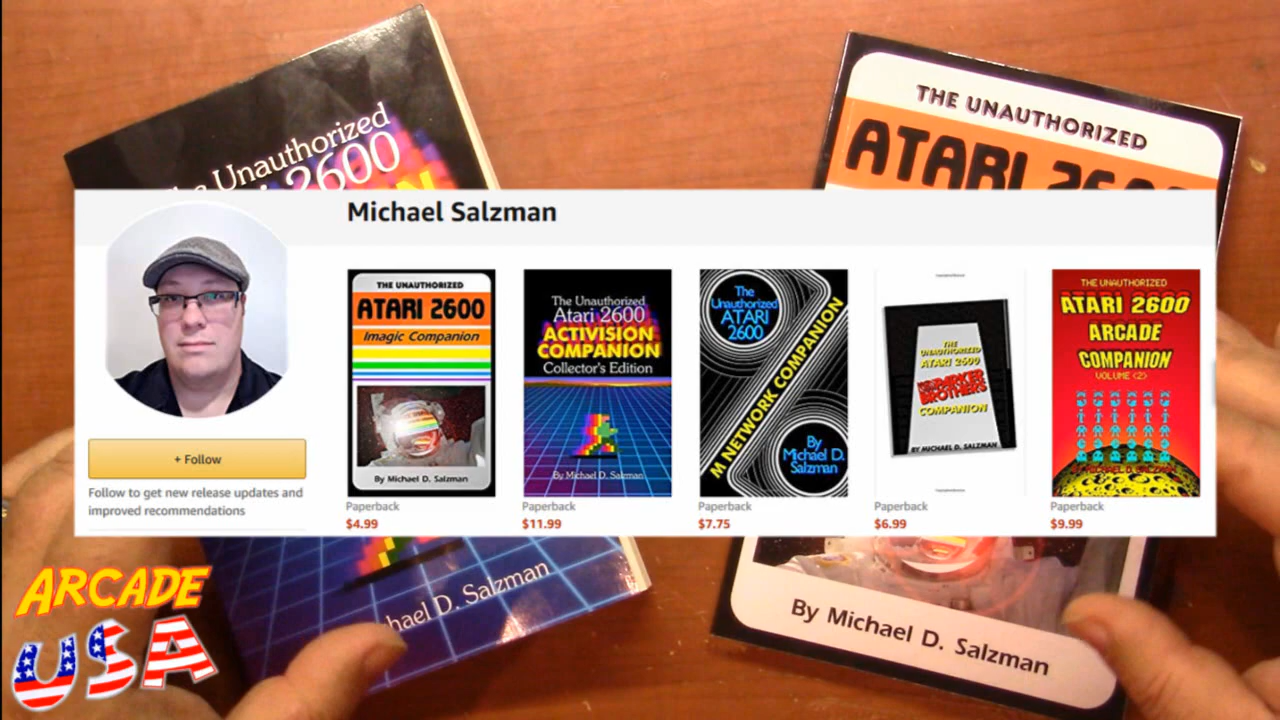 The Unauthorized
2600
THE UNAUTHORIZED
ATARI 2600
Michael Salzman
+ Follow
Follow to get new release updates and
improved recommendations
THE UNAUTHORIZED
ATARI 2600
Imagic Companion
By Michael D. Salzman
Paperback
$4.99
The Unauthorized
Atari 2600
ACTIVISION
COMPANION
Collector's Edition
By Michael D. Salzman
Paperback
$11.99
The
Unauthorized
ATARI
2600
M NETWORK COMPANION
By
Michael D.
Salzman
Paperback
$7.75
THE
UNAUTHORIZED
ATARI 2600
PARKER
BROTHERS
COMPANION
BY MICHAEL D. SALZMAN
Paperback
$6.99
THE UNAUTHORIZED
ATARI 2600
ARCADE
COMPANION
VOLUME <2>
BY MICHAEL D. SALZMAN
Paperback
$9.99
hael D. Salzman
By Michael D. Salzman
ARCADE
USA